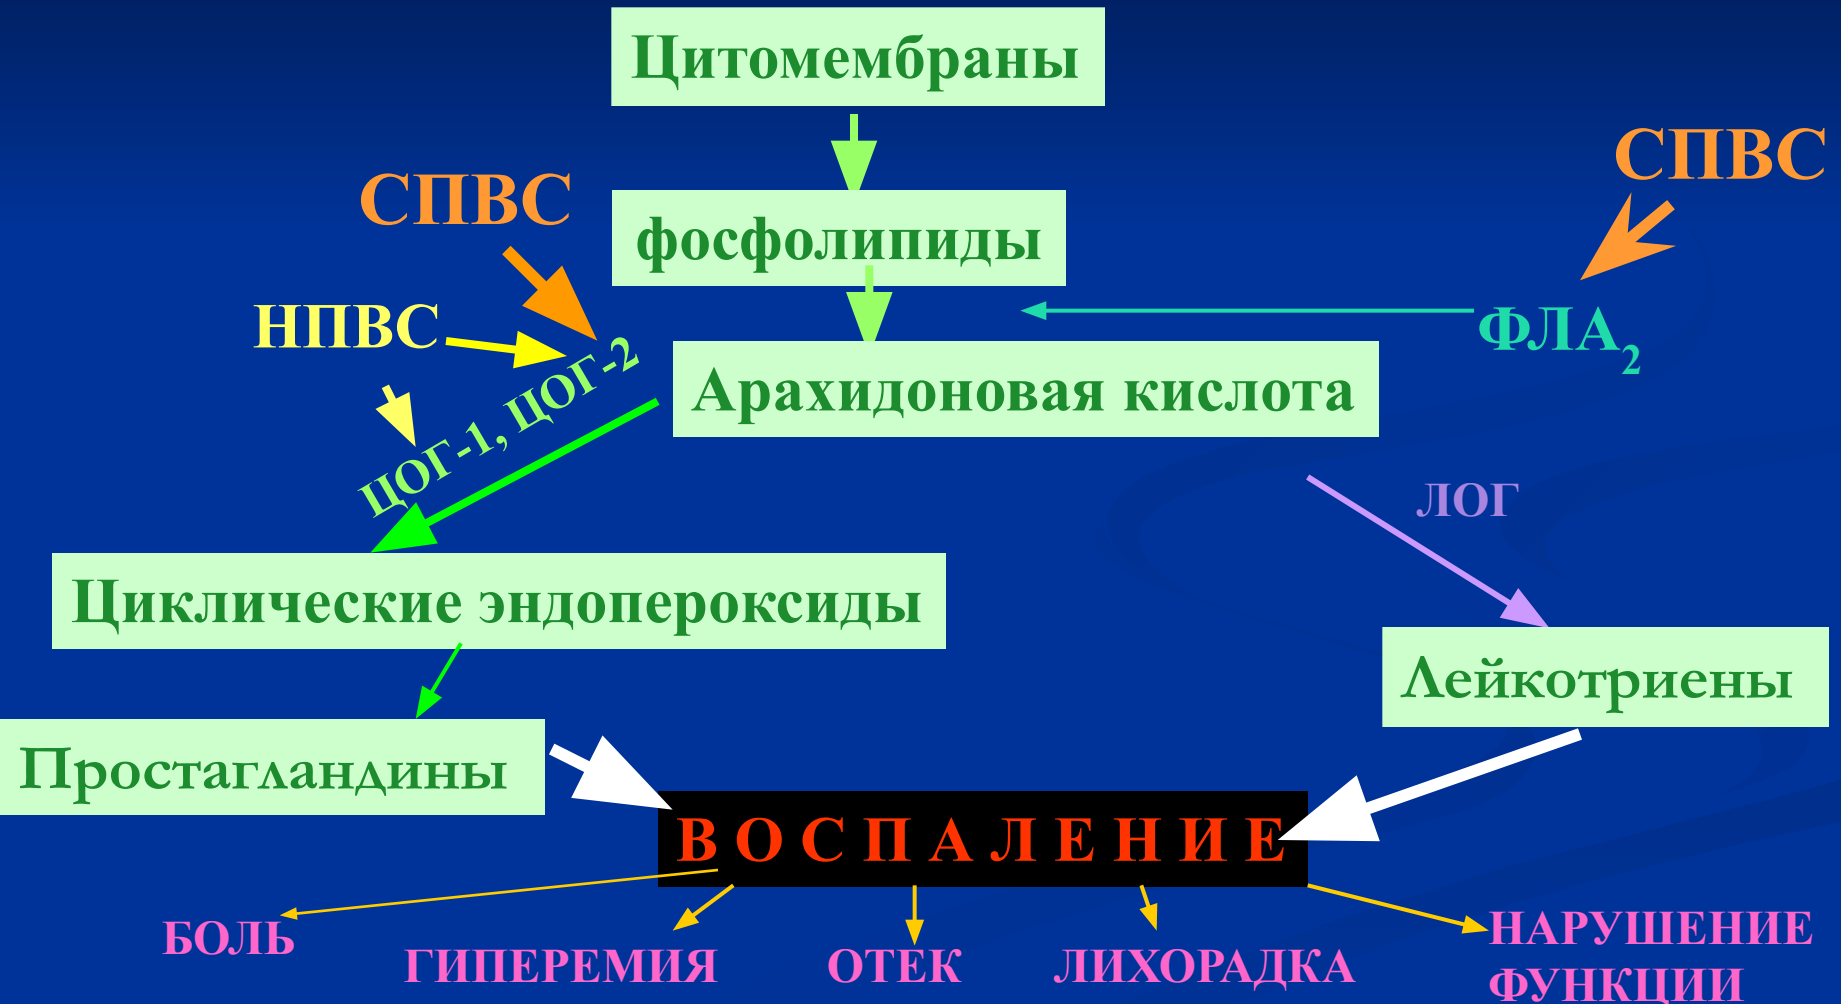 Цитомембраны
СПВС
СПВС
фосфолипиды
НПВС
ФЛА2
ЦОГ-1, ЦОГ-2
Арахидоновая кислота
ЛОГ
Циклические эндопероксиды
Лейкотриены
Простагландины
В О С П А Л Е Н И Е
БОЛЬ
ГИПЕРЕМИЯ
ОТЕК
ЛИХОРАДКА
НАРУШЕНИЕ
ФУНКЦИИ